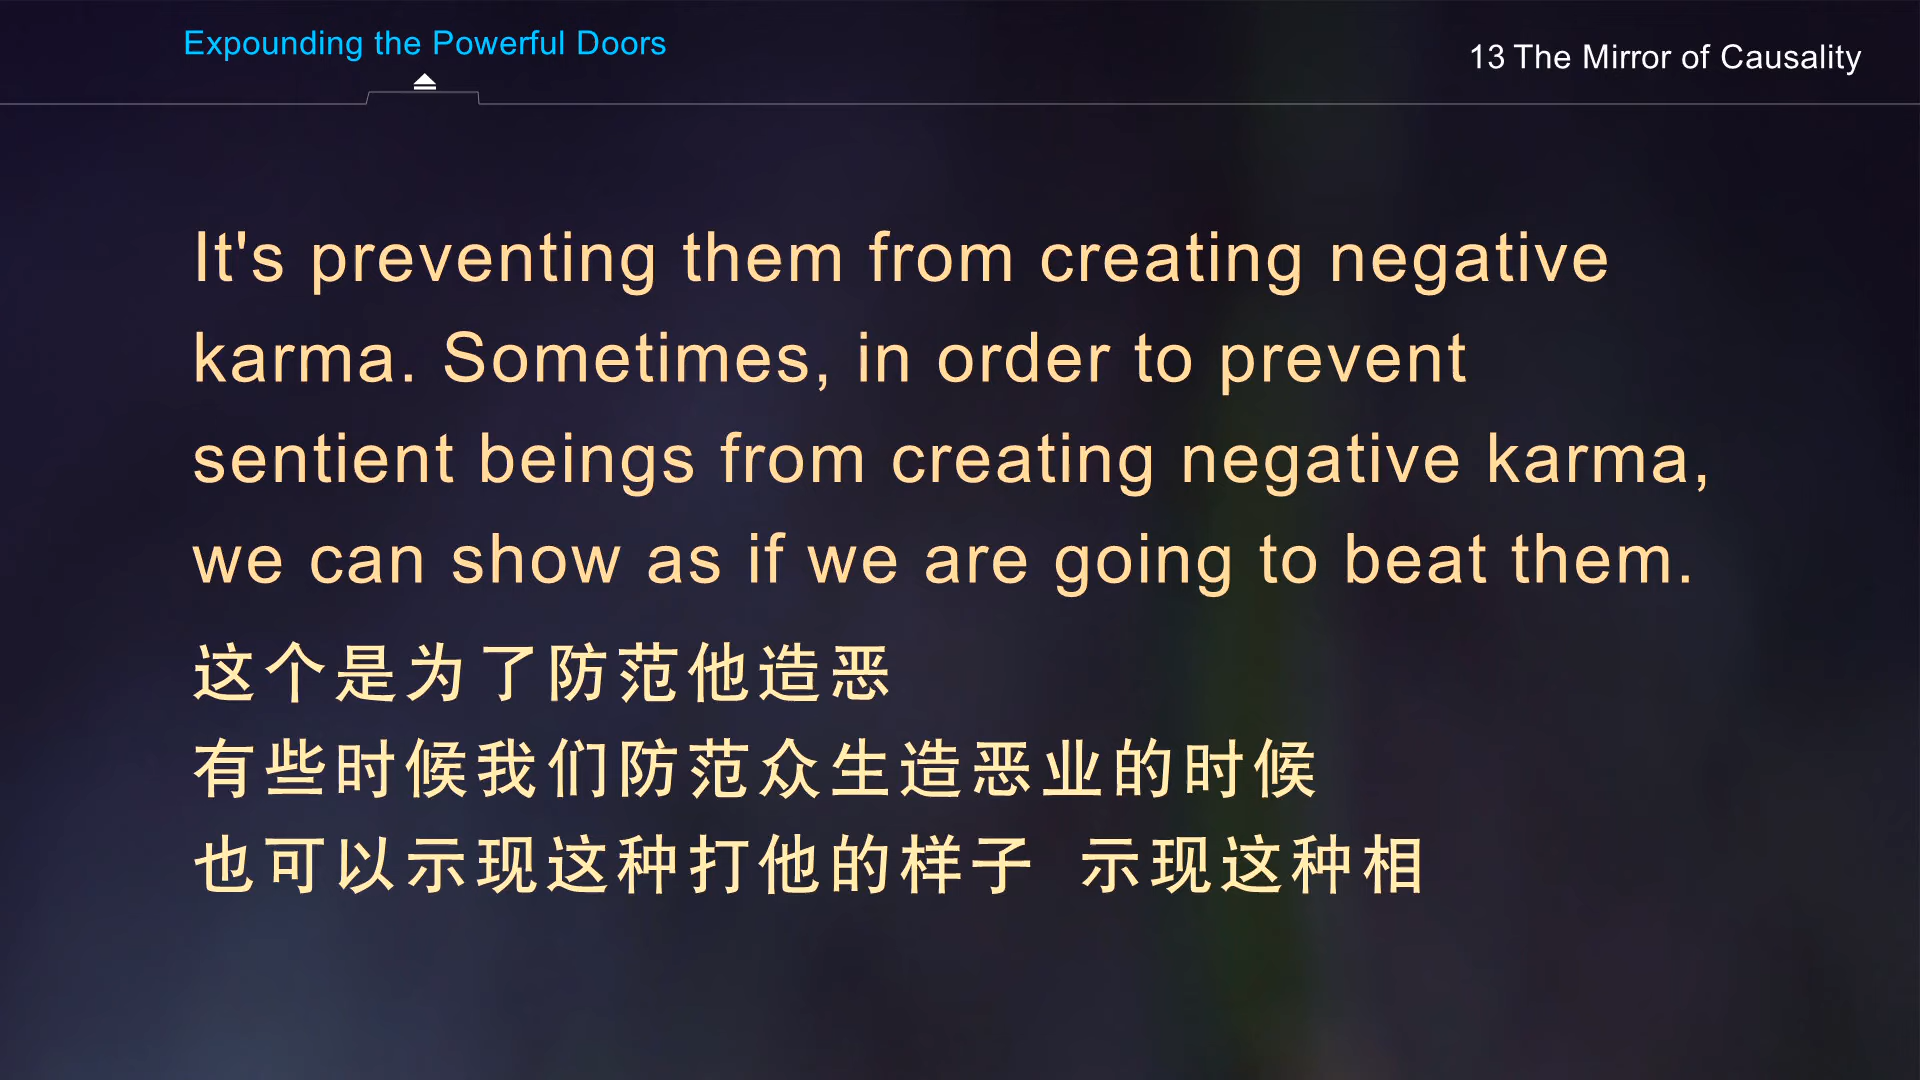 Expounding the Powerful Doors
13 The Mirror of Causality
It's preventing them from creating negative
karma. Sometimes, in order to prevent
sentient beings from creating negative karma,
we can show as if we are going to beat them.
这个是为了防范他造恶
有些时候我们防范众生造恶业的时候
也可以示现这种打他的样子 示现这种相